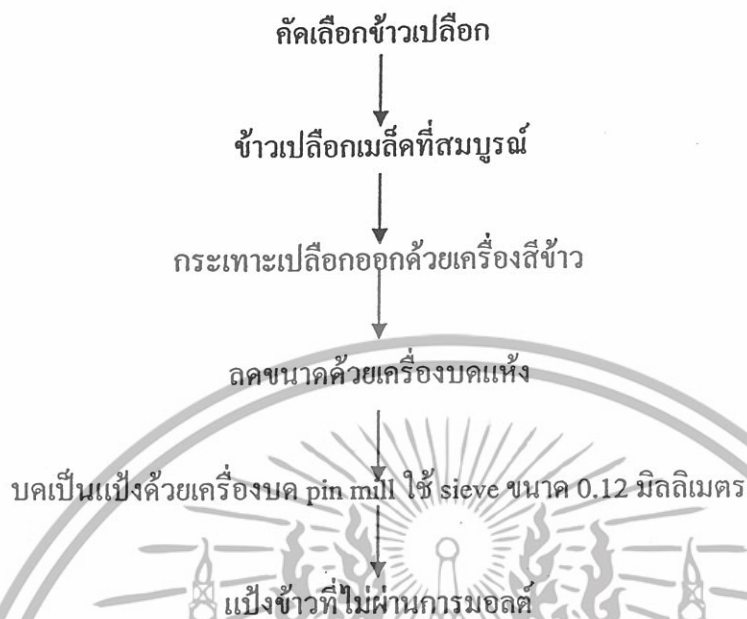 คัดเลือกข้าวเปลือก
ข้าวเปลือกเมล็ดที่สมบูรณ์
กระเทาะเปลือกออกด้วยเครื่องสีข้าว
ลดขนาดด้วยเครื่องบดแห้ง
บดเป็นแป้งด้วยเครื่องบด pin mill ใช้ sieve ขนาด 0.12 มิลลิเมตร
แป้งข้าวที่ไม่ผ่านการมอลต์